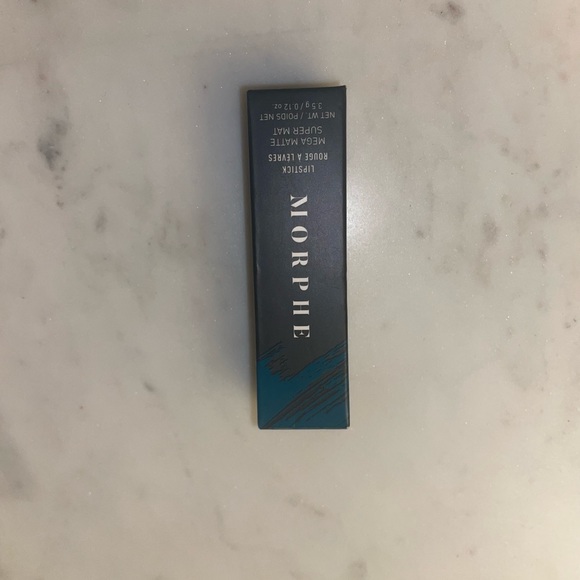 MORPHE
LIPSTICK
ROUGE À LÈVRES
MEGA MATTE
SUPER MAT
NET WT. / POIDS NET
3.5 g / 0.12 oz